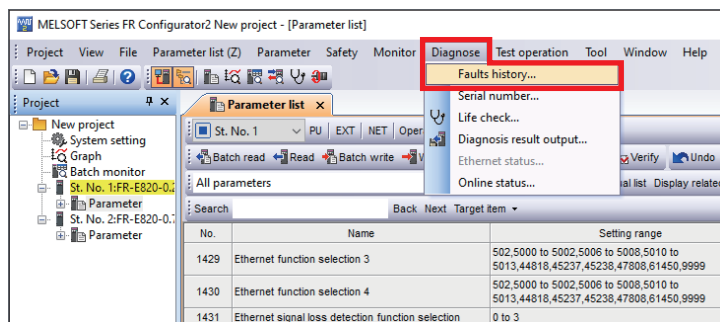 MELSOFT Series FR Configurator2 New project - [Parameter list]
Project View File Parameter list (Z) Parameter Safety Monitor Diagnose Test operation Tool Window Help
Faults history...
Serial number...
Life check...
Diagnosis result output...
Ethernet status...
Online status...
Project
New project
System setting
Graph
Batch monitor
St. No. 1:FR-E820-0.
Parameter
St. No. 2:FR-E820-0.
Parameter
Parameter list
St. No. 1 PU EXT NET Oper
Batch read Read Batch write Verify Undo
All parameters ial list Display relate
Search Back Next Target item
No. Name Setting range
1429 Ethernet function selection 3 502,5000 to 5002,5006 to 5008,5010 to
5013,44818,45237,45238,47808,61450,9999
1430 Ethernet function selection 4 502,5000 to 5002,5006 to 5008,5010 to
5013,44818,45237,45238,47808,61450,9999
1431 Ethernet signal loss detection function selection 0 to 3